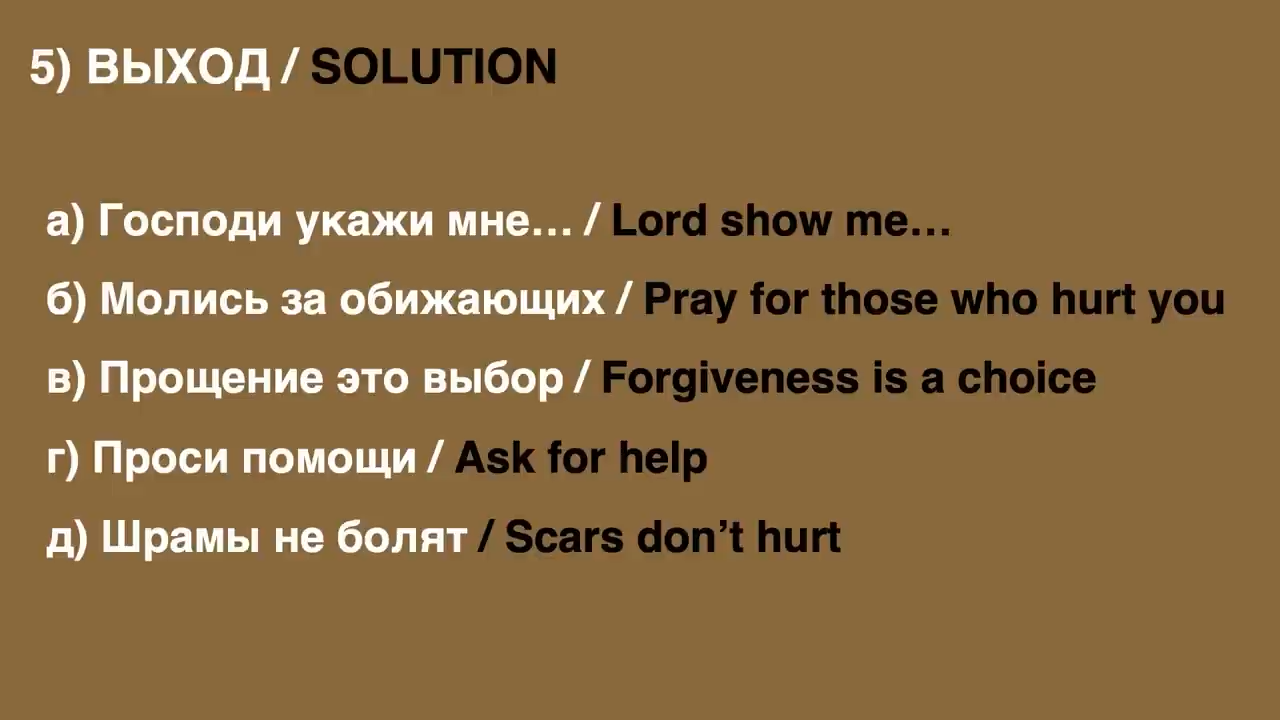 5) ВЫХОД / SOLUTION
а) Господи укажи мне... / Lord show me...
б) Молись за обижающих / Pray for those who hurt you
в) Прощение это выбор / Forgiveness is a choice
г) Проси помощи / Ask for help
д) Шрамы не болят / Scars don’t hurt